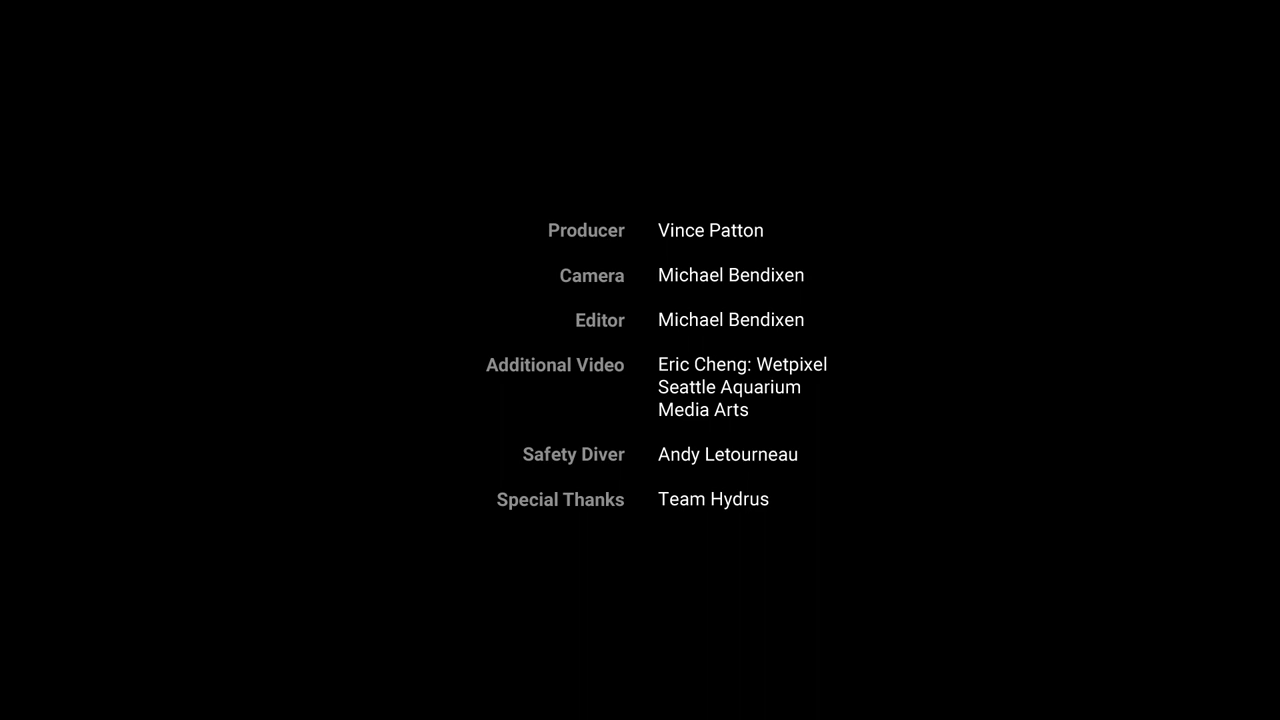 Producer Vince Patton
Camera Michael Bendixen
Editor Michael Bendixen
Additional Video Eric Cheng: Wetpixel
Seattle Aquarium
Media Arts
Safety Diver Andy Letourneau
Special Thanks Team Hydrus